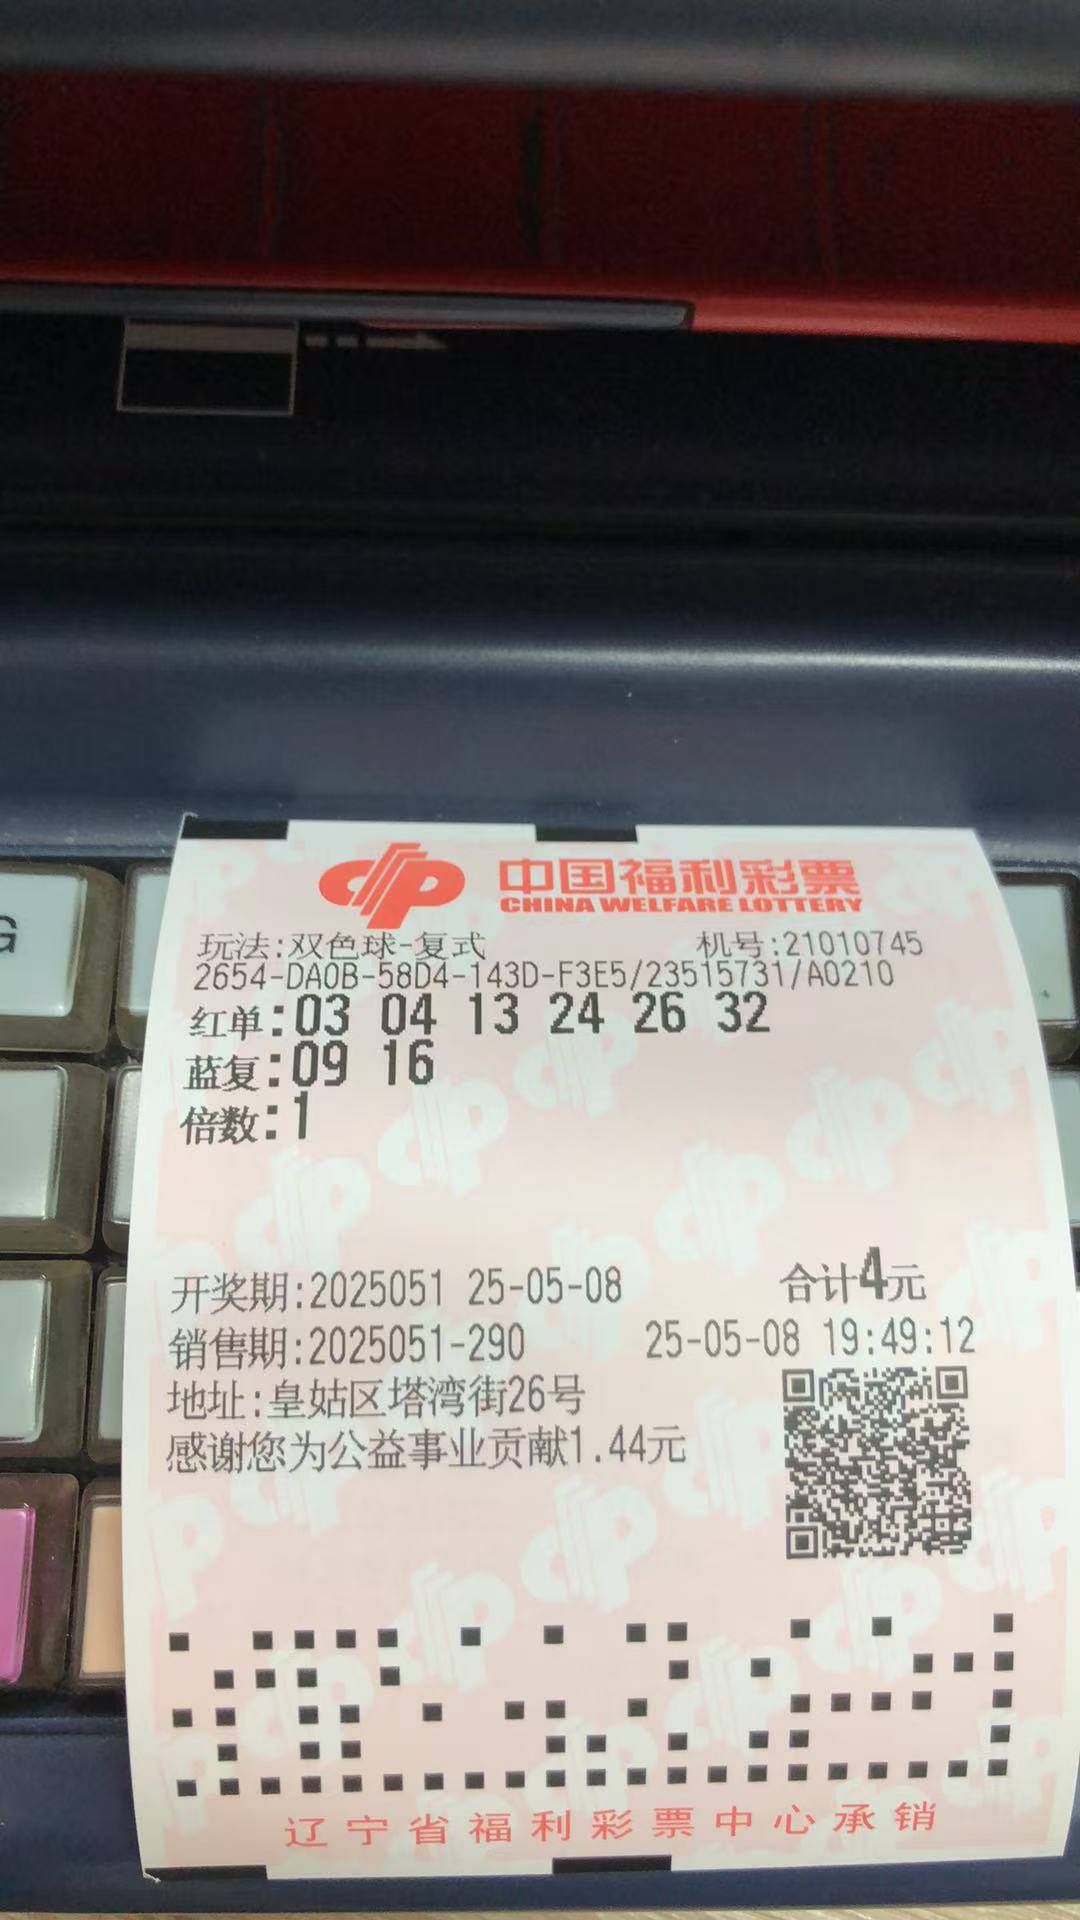 G
中国福利彩票
CHINA WELFARE LOTTERY
玩法:双色球-复式 机号:21010745
2654-DA0B-58D4-143D-F3E5/23515731/A0210
红单:03 04 13 24 26 32
蓝复:09 16
倍数:1
开奖期:2025051 25-05-08 合计4元
销售期:2025051-290 25-05-08 19:49:12
地址:皇姑区塔湾街26号
感谢您为公益事业贡献1.44元
辽宁省福利彩票中心承销